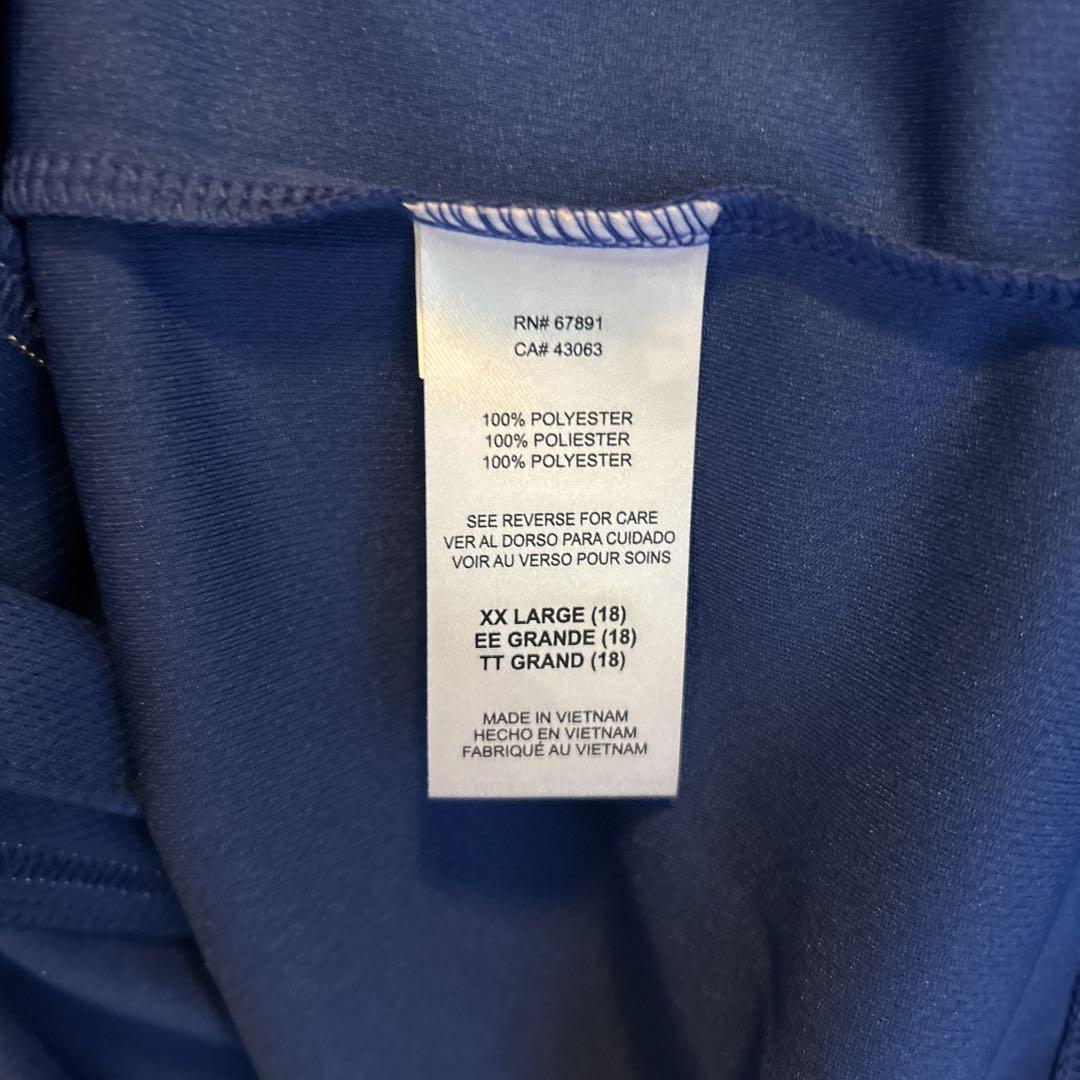 RN# 67891
CA# 43063
100% POLYESTER
100% POLIESTER
100% POLYESTER
SEE REVERSE FOR CARE
VER AL DORSO PARA CUIDADO
VOIR AU VERSO POUR SOINS
XX LARGE (18)
EE GRANDE (18)
TT GRAND (18)
MADE IN VIETNAM
HECHO EN VIETNAM
FABRIQUÉ AU VIETNAM